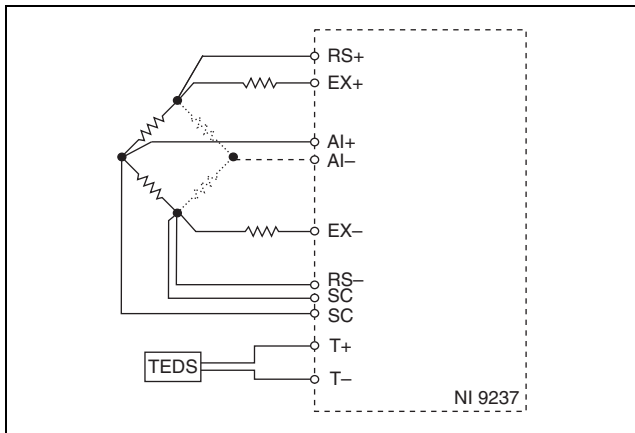 RS+
EX+
AI+
AI–
EX–
RS–
SC
SC
T+
TEDS
T–
NI 9237